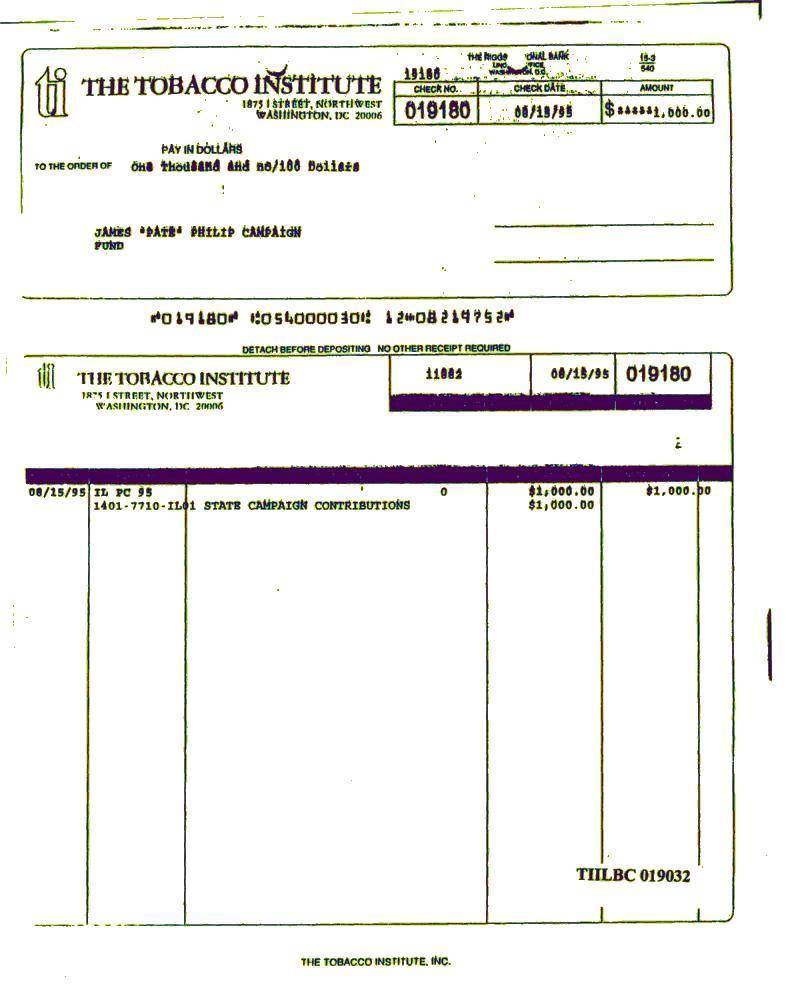 ti THE TOBACCO INSTITUTE
1875 I STREET, NORTHWEST
WASHINGTON, DC 20006
19180
15-3
540
CHECK NO. CHECK DATE AMOUNT
019180 08/15/95 $*****1,000.00
PAY IN DOLLARS
TO THE ORDER OF One Thousand And no/100 Dollars
JAMES "PATE" PHILIP CAMPAIGN
FUND
⑈019180⑈ ⑆054000030⑆ 12⑈08219752⑈
DETACH BEFORE DEPOSITING NO OTHER RECEIPT REQUIRED
ti THE TOBACCO INSTITUTE 11882 08/15/95 019180
1875 I STREET, NORTHWEST
WASHINGTON, DC 20006
08/15/95 IL PC 95 0 $1,000.00 $1,000.00
1401-7710-IL01 STATE CAMPAIGN CONTRIBUTIONS $1,000.00
TIILBC 019032
THE TOBACCO INSTITUTE, INC.